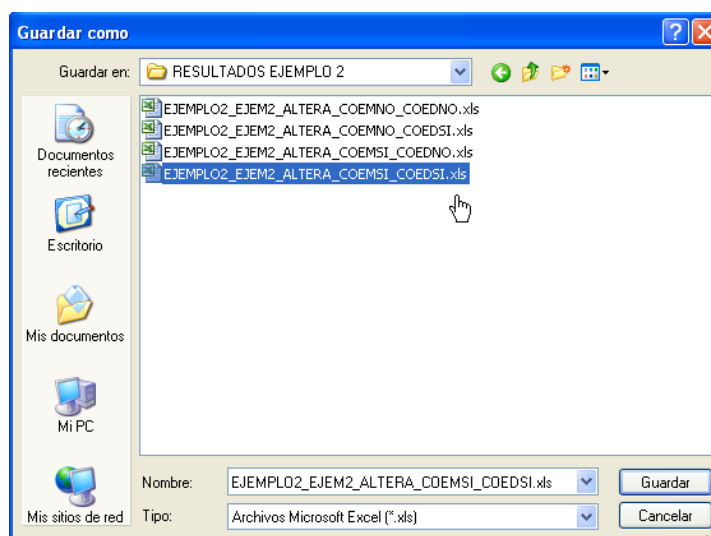 Guardar como
Guardar en: RESULTADOS EJEMPLO 2
Documentos
recientes
Escritorio
Mis documentos
Mi PC
Mis sitios de red
EJEMPLO2_EJEM2_ALTERA_COEMNO_COEDNO.xls
EJEMPLO2_EJEM2_ALTERA_COEMNO_COEDSI.xls
EJEMPLO2_EJEM2_ALTERA_COEMSI_COEDNO.xls
EJEMPLO2_EJEM2_ALTERA_COEMSI_COEDSI.xls
Nombre: EJEMPLO2_EJEM2_ALTERA_COEMSI_COEDSI.xls Guardar
Tipo: Archivos Microsoft Excel (*.xls) Cancelar